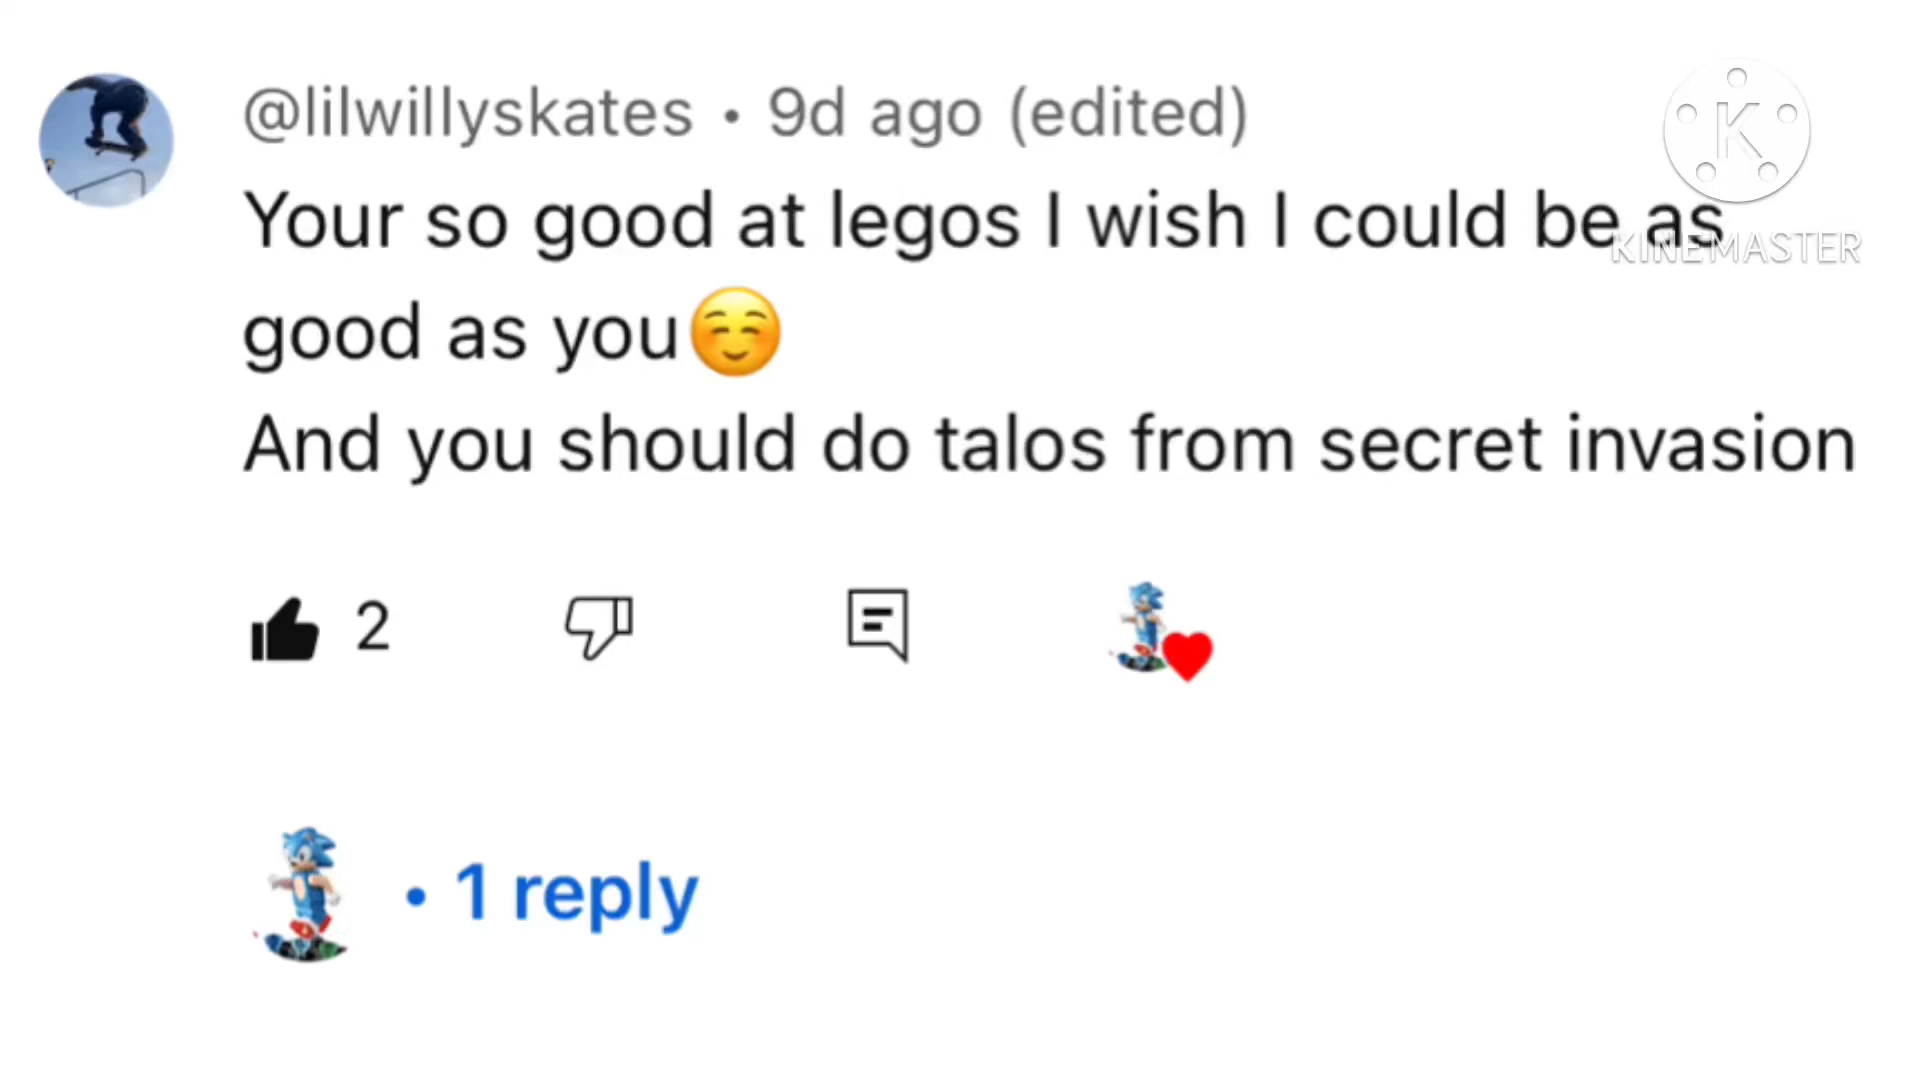 @lilwillyskates • 9d ago (edited)
Your so good at legos I wish I could be as
good as you☺️
And you should do talos from secret invasion
2
• 1 reply
K
KINEMASTER